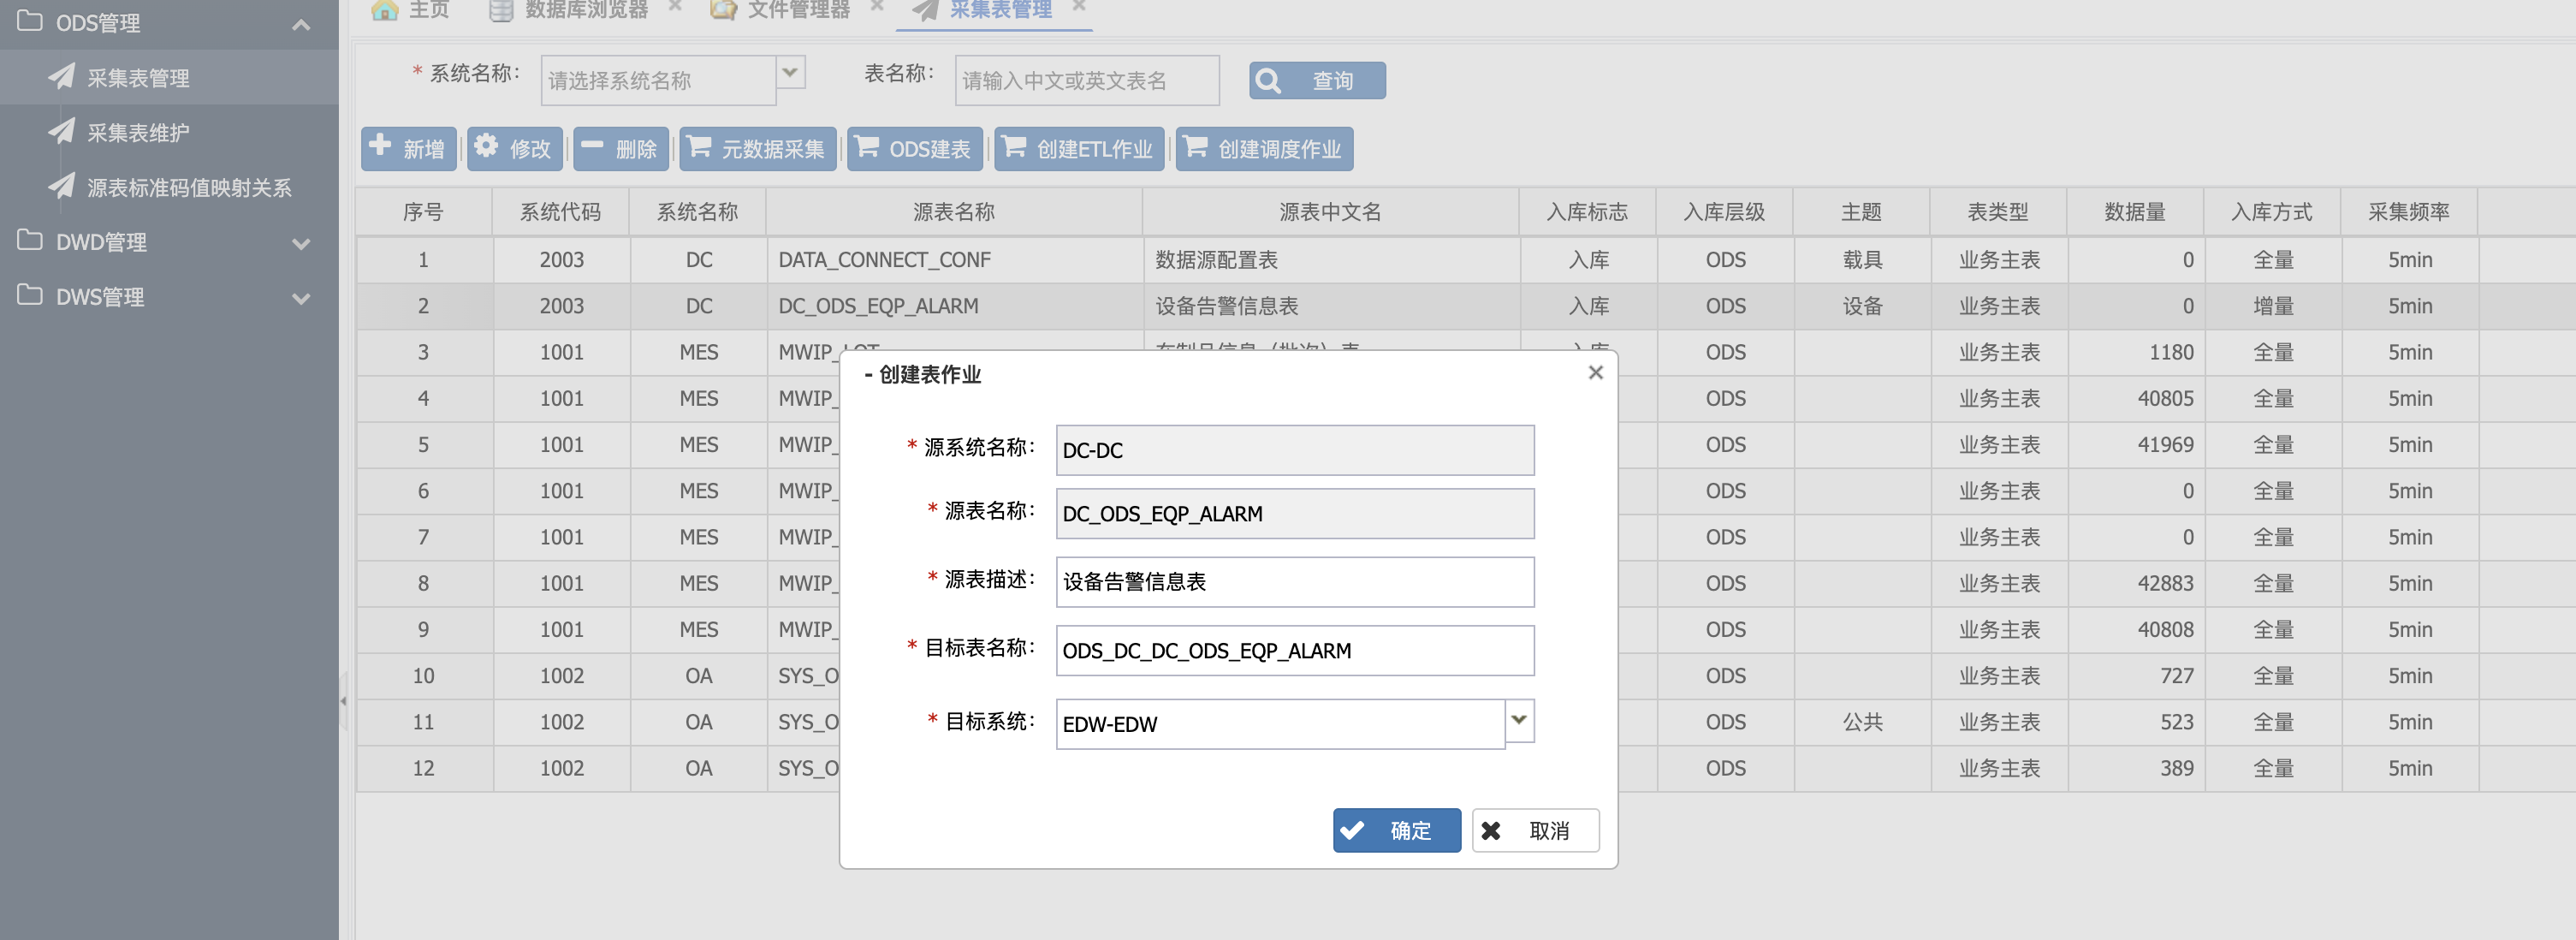 ODS管理
采集表管理
采集表维护
源表标准码值映射关系
DWD管理
DWS管理
主页 数据库浏览器 文件管理器 采集表管理
* 系统名称： 请选择系统名称 表名称： 请输入中文或英文表名 查询
新增 修改 删除 元数据采集 ODS建表 创建ETL作业 创建调度作业
序号 系统代码 系统名称 源表名称 源表中文名 入库标志 入库层级 主题 表类型 数据量 入库方式 采集频率
1 2003 DC DATA_CONNECT_CONF 数据源配置表 入库 ODS 载具 业务主表 0 全量 5min
2 2003 DC DC_ODS_EQP_ALARM 设备告警信息表 入库 ODS 设备 业务主表 0 增量 5min
3 1001 MES MWIP_LOT 在制品信息（批次）表 入库 ODS 业务主表 1180 全量 5min
4 1001 MES MWIP_ ODS 业务主表 40805 全量 5min
5 1001 MES MWIP_ ODS 业务主表 41969 全量 5min
6 1001 MES MWIP_ ODS 业务主表 0 全量 5min
7 1001 MES MWIP_ ODS 业务主表 0 全量 5min
8 1001 MES MWIP_ ODS 业务主表 42883 全量 5min
9 1001 MES MWIP_ ODS 业务主表 40808 全量 5min
10 1002 OA SYS_O ODS 业务主表 727 全量 5min
11 1002 OA SYS_O ODS 公共 业务主表 523 全量 5min
12 1002 OA SYS_O ODS 业务主表 389 全量 5min
- 创建表作业
* 源系统名称： DC-DC
* 源表名称： DC_ODS_EQP_ALARM
* 源表描述： 设备告警信息表
* 目标表名称： ODS_DC_DC_ODS_EQP_ALARM
* 目标系统： EDW-EDW
确定 取消